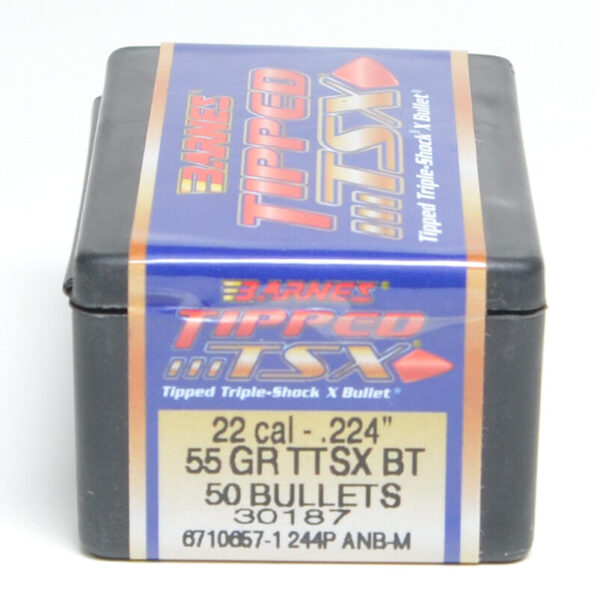 BARNES
TIPPED
TSX
Tipped Triple-Shock X Bullet
BARNES
TIPPED
TSX
Tipped Triple-Shock X Bullet
22 cal - .224"
55 GR TTSX BT
50 BULLETS
30187
6710657-1 244P ANB-M